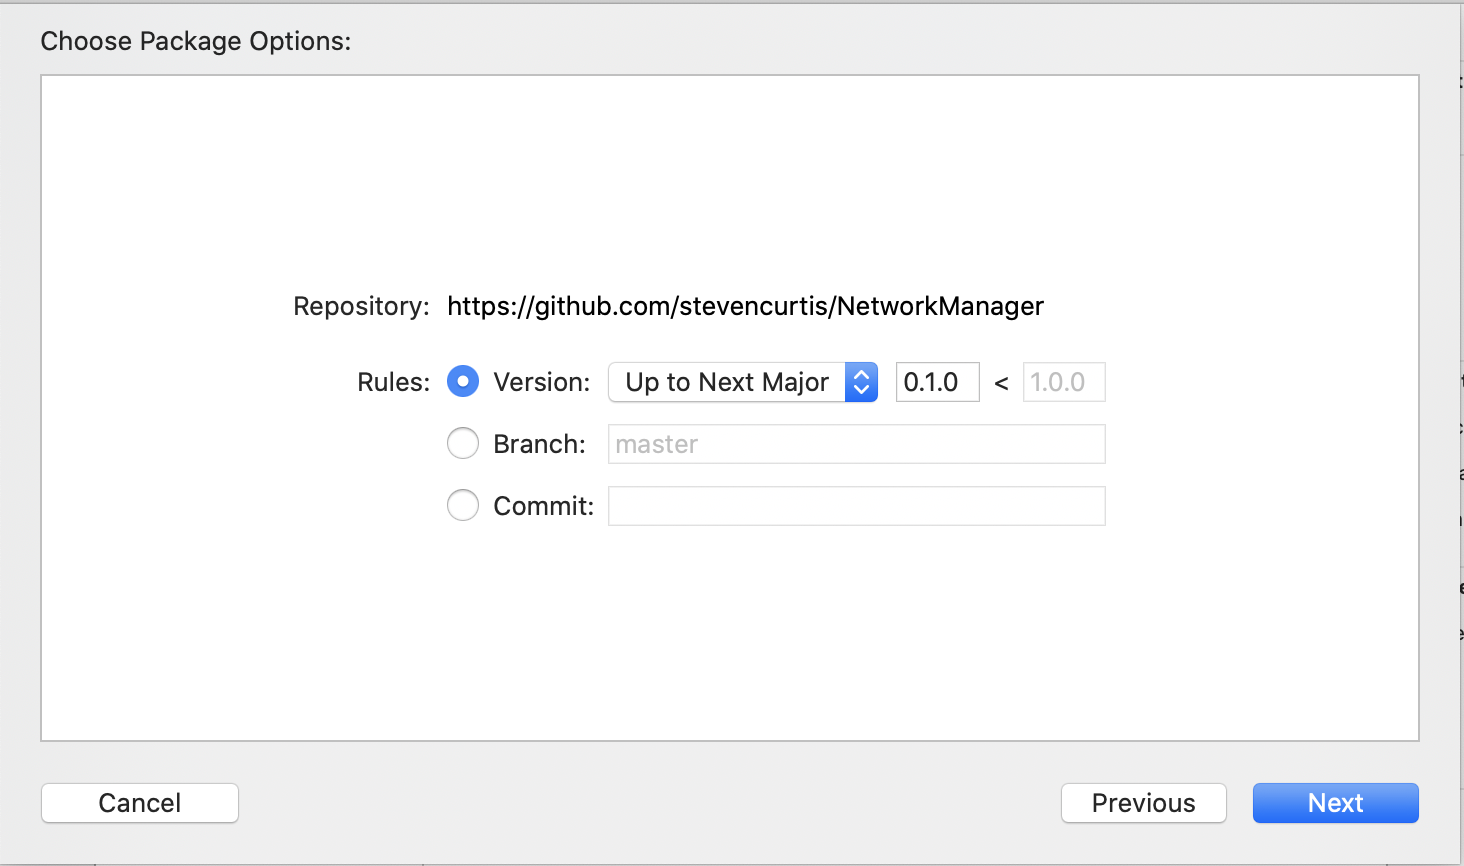 Choose Package Options:
Repository: https://github.com/stevencurtis/NetworkManager
Rules: Version: Up to Next Major 0.1.0 < 1.0.0
Branch: master
Commit:
Cancel Previous Next